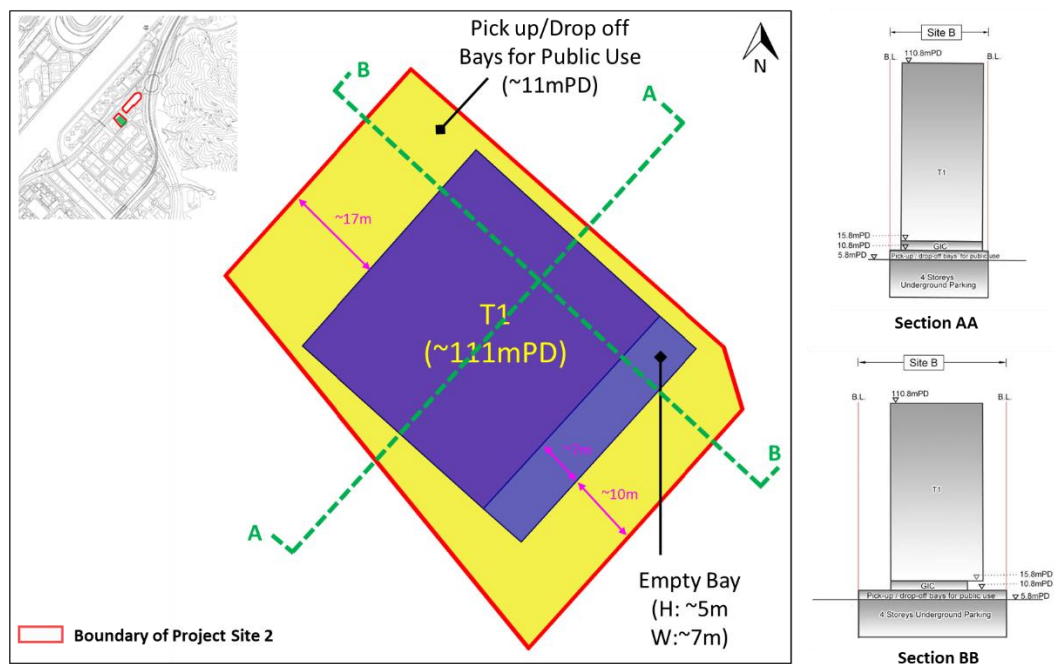 Pick up/Drop off
Bays for Public Use
(~11mPD)
N
B
A
~17m
T1
(~111mPD)
~7m
~10m
B
A
Empty Bay
(H: ~5m
W:~7m)
Boundary of Project Site 2
Site B
B.L.
B.L.
110.8mPD
T1
15.8mPD
10.8mPD
5.8mPD
GIC
Pick-up / drop-off bays for public use
4 Storeys
Underground Parking
Section AA
Site B
B.L.
B.L.
110.8mPD
T1
15.8mPD
10.8mPD
GIC
Pick-up / drop-off bays for public use
5.8mPD
4 Storeys Underground Parking
Section BB